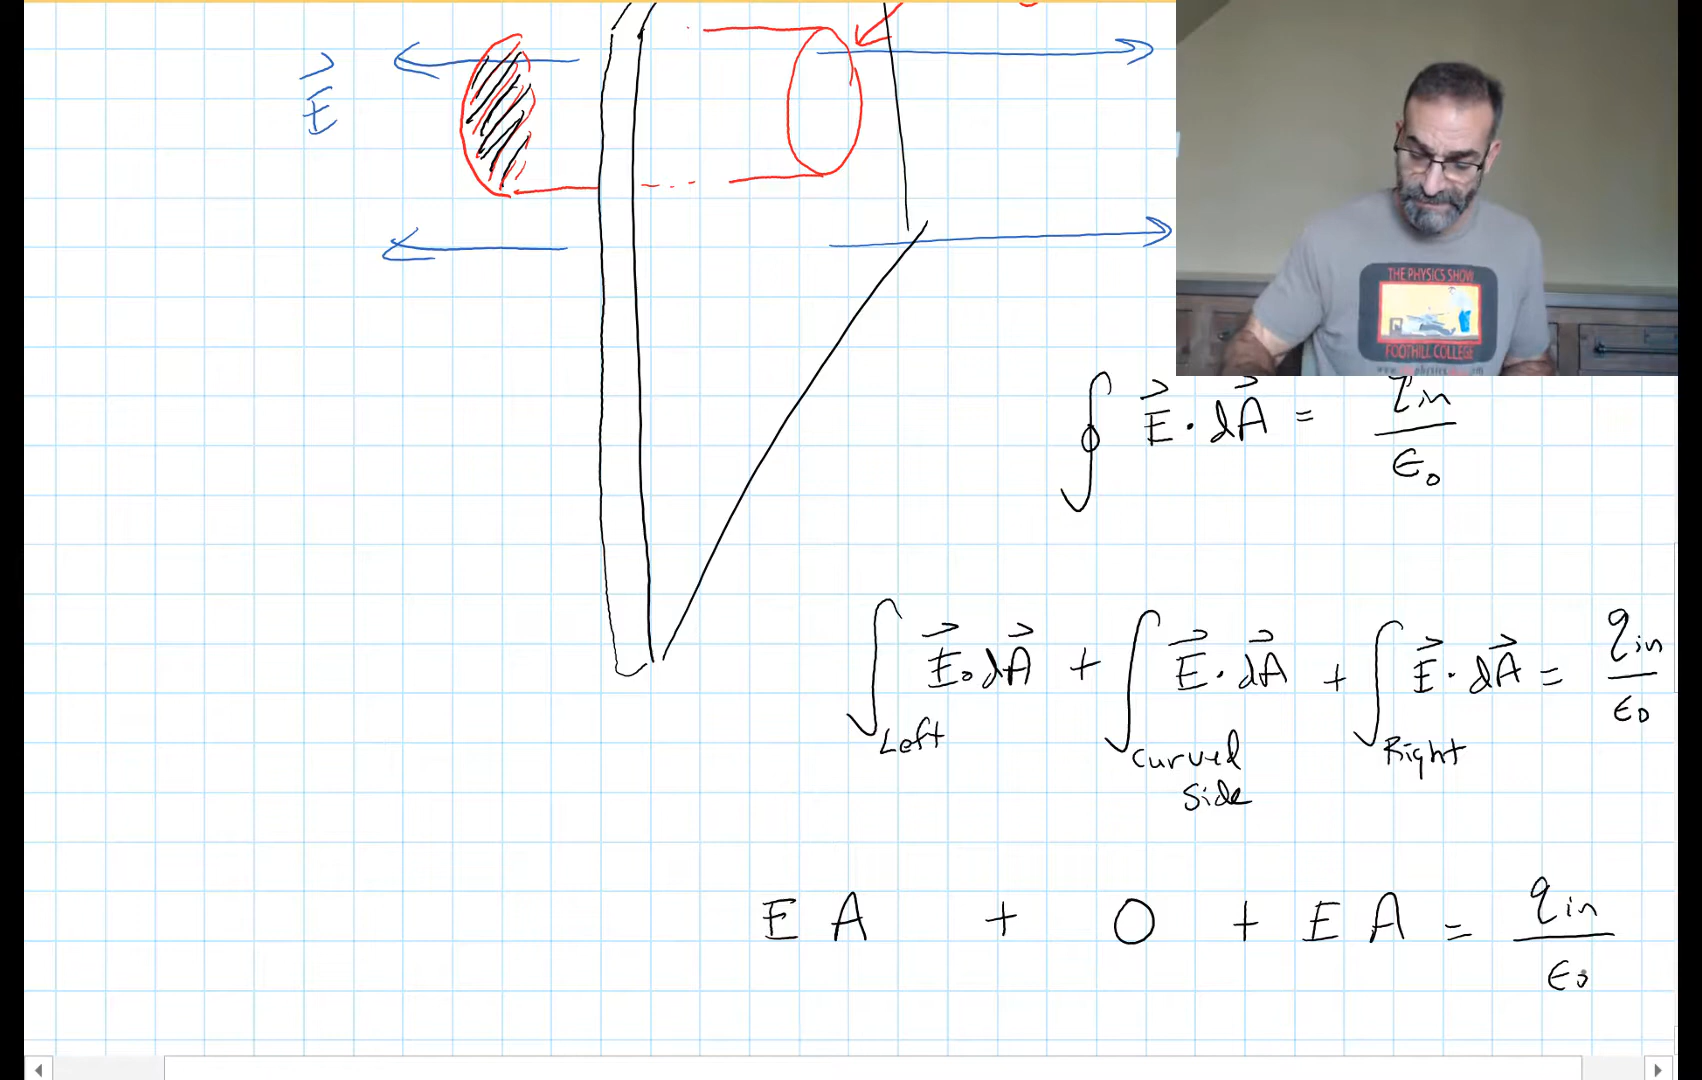 E
THE PHYSICS SHOW
FOOTHILL COLLEGE
∮ E⃗ · dA⃗ = q_in / ε₀
∫_Left E⃗ · dA⃗ + ∫_curved side E⃗ · dA⃗ + ∫_Right E⃗ · dA⃗ = q_in / ε₀
E A + 0 + E A = q_in / ε₀